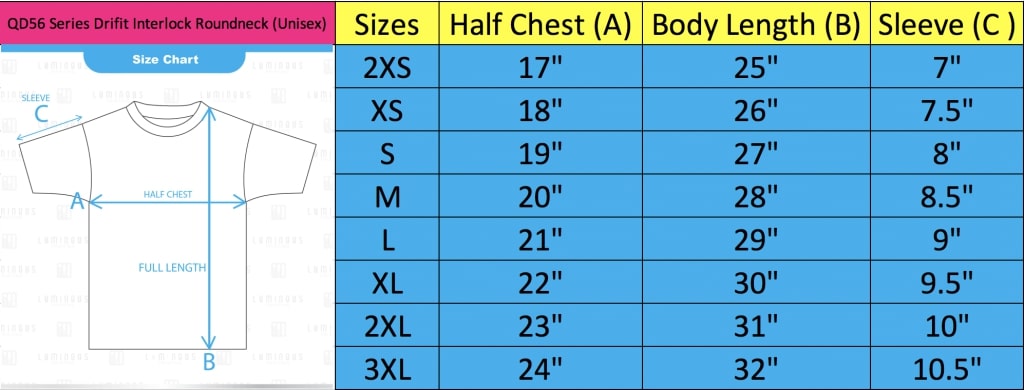 QD56 Series Drifit Interlock Roundneck (Unisex)
Size Chart
SLEEVE
C
A
HALF CHEST
FULL LENGTH
B
Sizes Half Chest (A) Body Length (B) Sleeve (C )
2XS 17" 25" 7"
XS 18" 26" 7.5"
S 19" 27" 8"
M 20" 28" 8.5"
L 21" 29" 9"
XL 22" 30" 9.5"
2XL 23" 31" 10"
3XL 24" 32" 10.5"